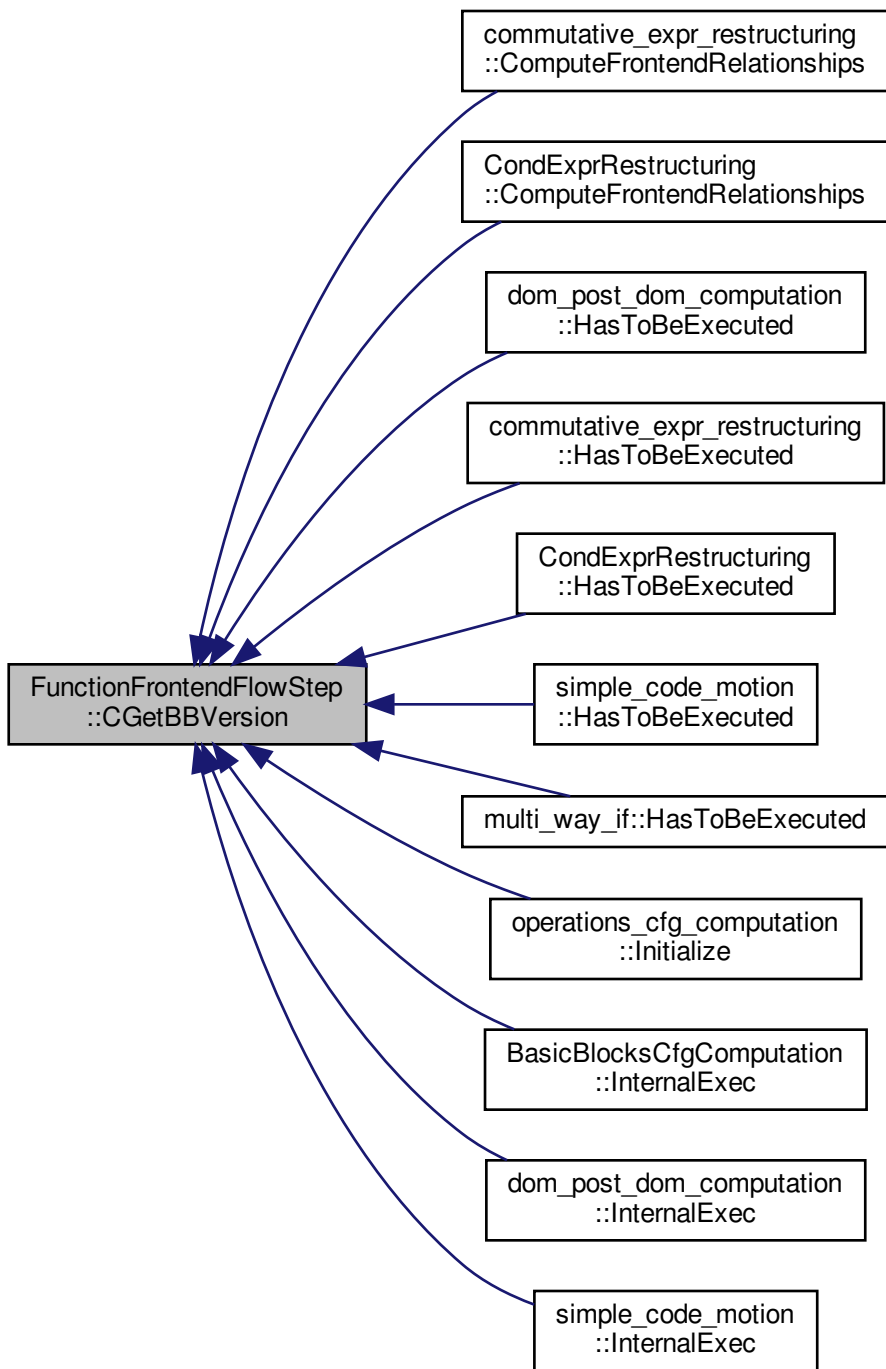 commutative_expr_restructuring
::ComputeFrontendRelationships
CondExprRestructuring
::ComputeFrontendRelationships
dom_post_dom_computation
::HasToBeExecuted
commutative_expr_restructuring
::HasToBeExecuted
CondExprRestructuring
::HasToBeExecuted
FunctionFrontendFlowStep
::CGetBBVersion
simple_code_motion
::HasToBeExecuted
multi_way_if::HasToBeExecuted
operations_cfg_computation
::Initialize
BasicBlocksCfgComputation
::InternalExec
dom_post_dom_computation
::InternalExec
simple_code_motion
::InternalExec